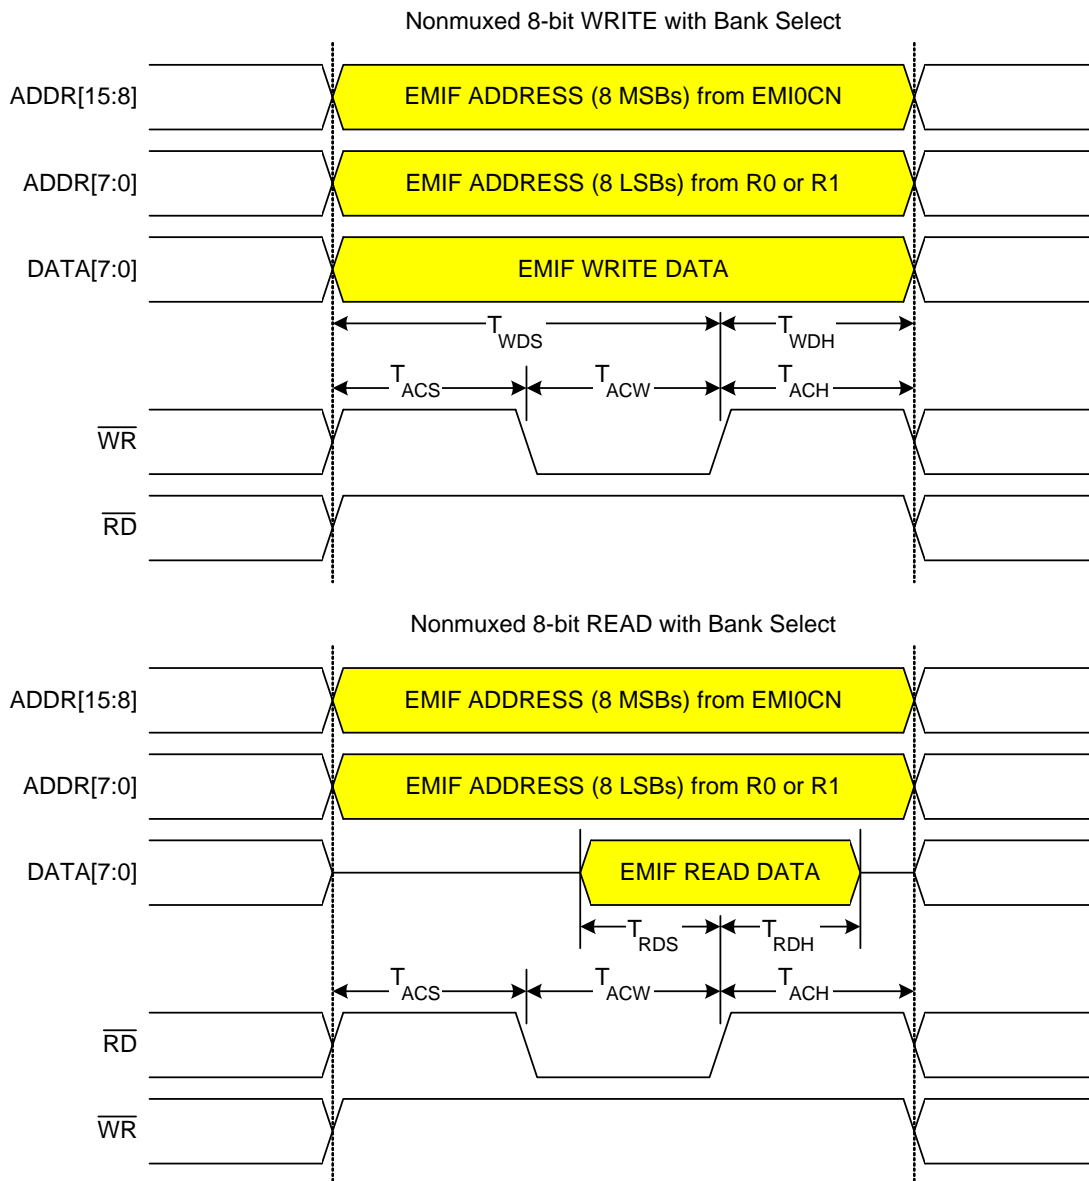 Nonmuxed 8-bit WRITE with Bank Select
ADDR[15:8]
EMIF ADDRESS (8 MSBs) from EMI0CN
ADDR[7:0]
EMIF ADDRESS (8 LSBs) from R0 or R1
DATA[7:0]
EMIF WRITE DATA
TWDS
TWDH
TACS
TACW
TACH
WR
RD
Nonmuxed 8-bit READ with Bank Select
ADDR[15:8]
EMIF ADDRESS (8 MSBs) from EMI0CN
ADDR[7:0]
EMIF ADDRESS (8 LSBs) from R0 or R1
DATA[7:0]
EMIF READ DATA
TRDS
TRDH
TACS
TACW
TACH
RD
WR